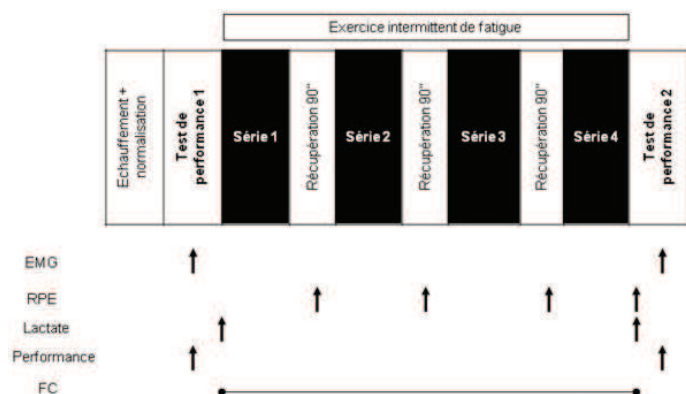 Exercice intermittent de fatigue
Echauffement +
normalisation
Test de
performance 1
Série 1
Récupération 90''
Série 2
Récupération 90''
Série 3
Récupération 90''
Série 4
Test de
performance 2
EMG
RPE
Lactate
Performance
FC